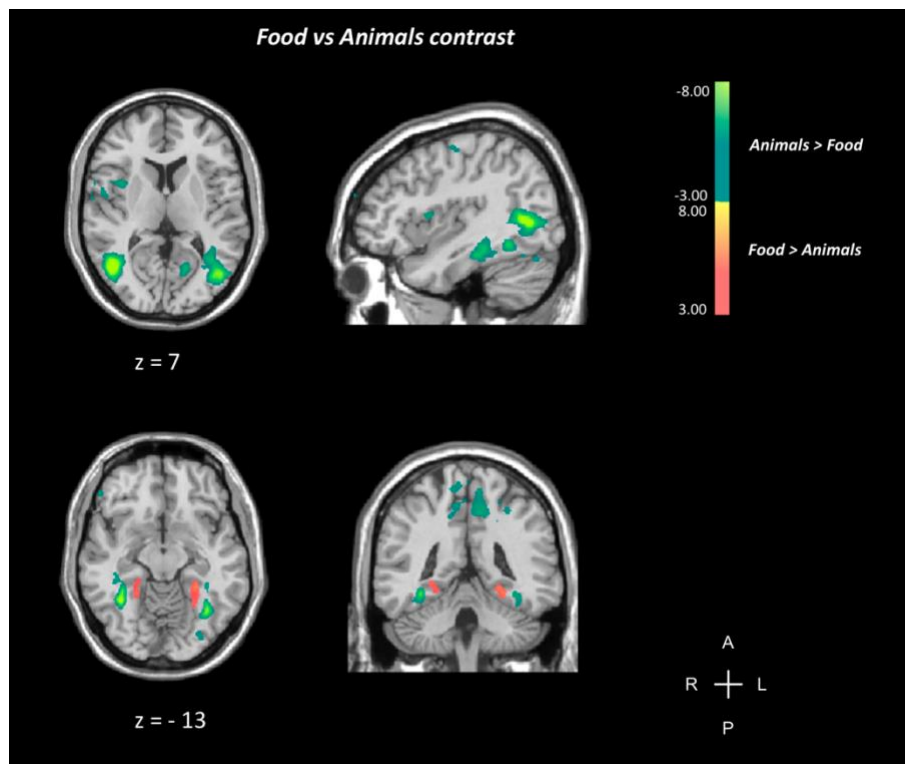 Food vs Animals contrast
-8.00
Animals > Food
-3.00
8.00
Food > Animals
3.00
z = 7
z = - 13
A
R L
P